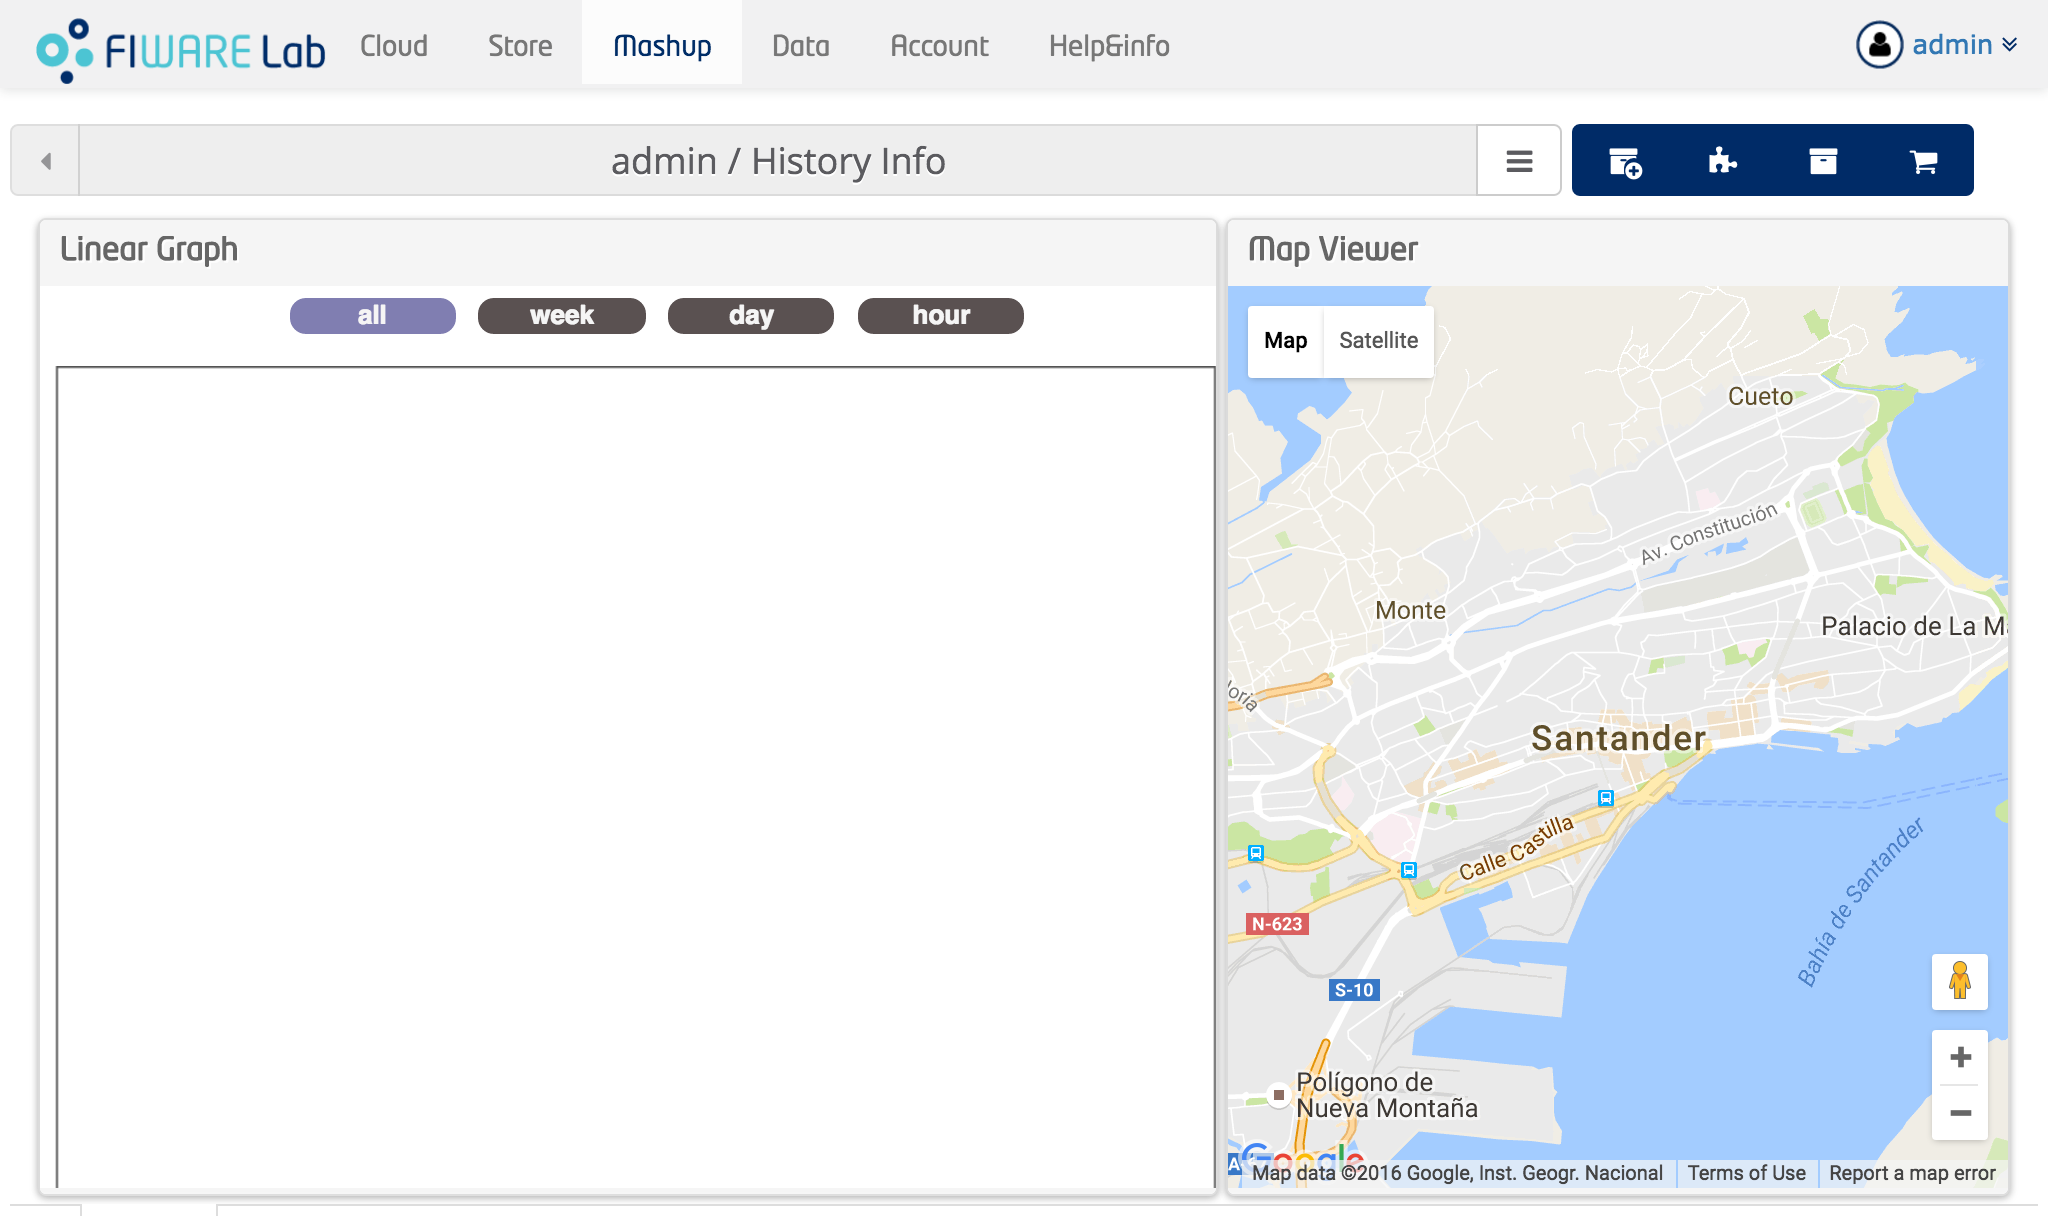 FIWARE Lab Cloud Store Mashup Data Account Help&info admin
admin / History Info
Linear Graph
all week day hour
Map Viewer
Map Satellite
Cueto
Av. Constitución
Monte
Palacio de La
Santander
Calle Castilla
Bahía de Santander
N-623
S-10
Polígono de
Nueva Montaña
Google
Map data ©2016 Google, Inst. Geogr. Nacional Terms of Use Report a map error